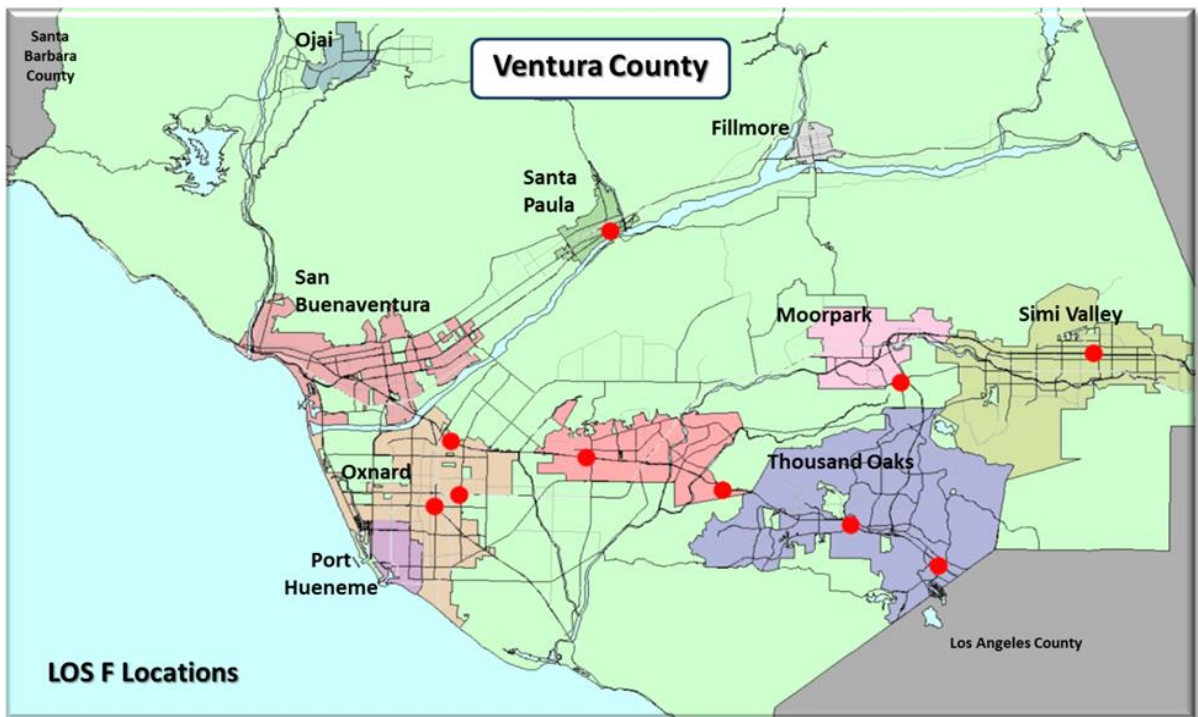 Santa
Barbara
County
Ojai
Ventura County
Fillmore
Santa
Paula
San
Buenaventura
Moorpark
Simi Valley
Oxnard
Thousand Oaks
Port
Hueneme
Los Angeles County
LOS F Locations